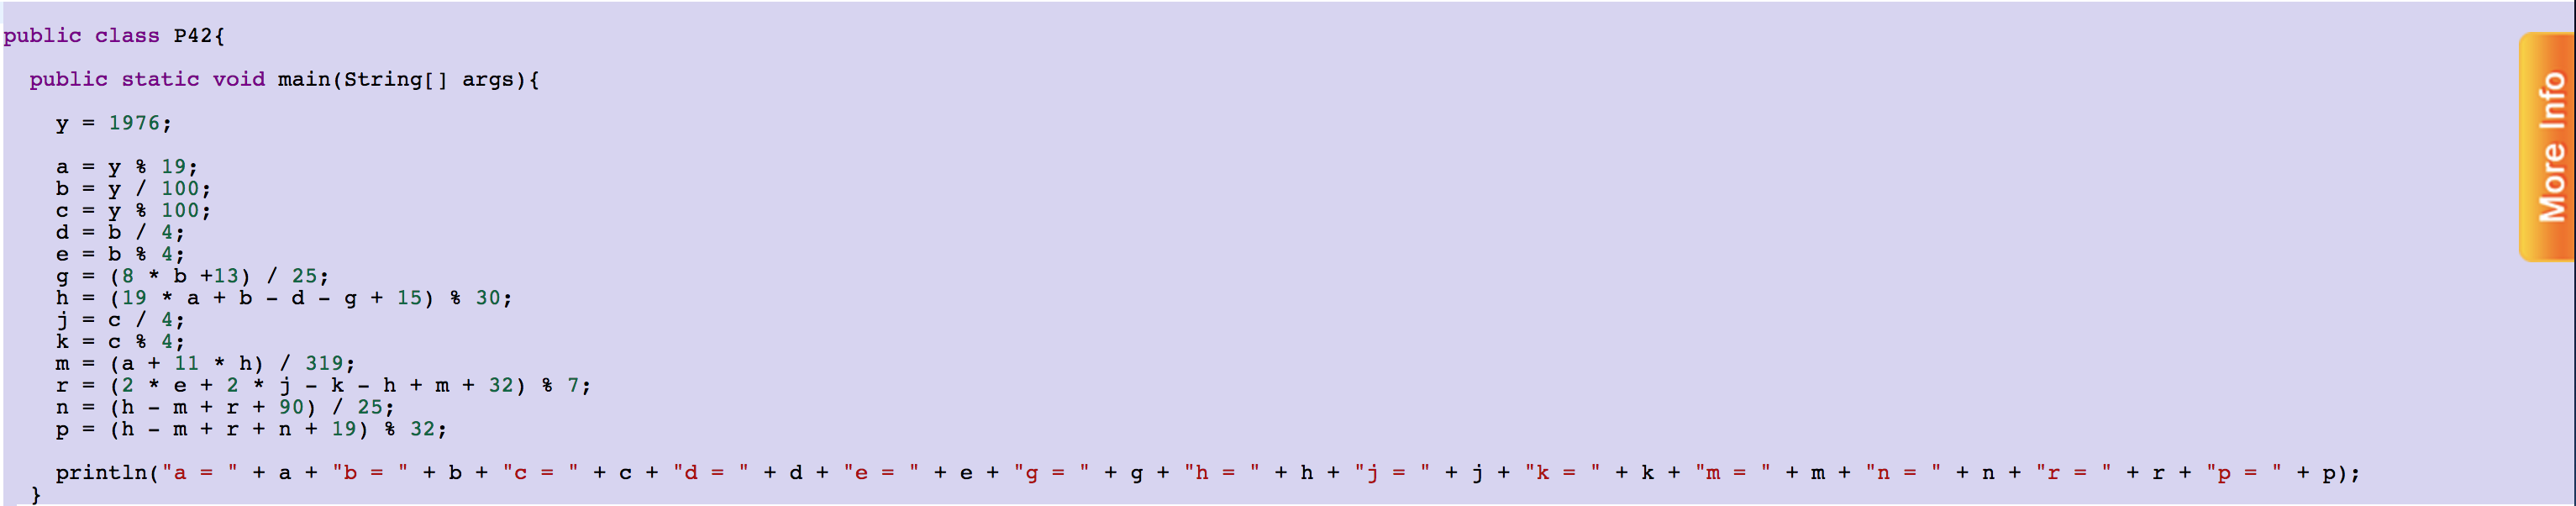 public class P42{
public static void main(String[] args){
y = 1976;
a = y % 19;
b = y / 100;
c = y % 100;
d = b / 4;
e = b % 4;
g = (8 * b +13) / 25;
h = (19 * a + b - d - g + 15) % 30;
j = c / 4;
k = c % 4;
m = (a + 11 * h) / 319;
r = (2 * e + 2 * j - k - h + m + 32) % 7;
n = (h - m + r + 90) / 25;
p = (h - m + r + n + 19) % 32;
println("a = " + a + "b = " + b + "c = " + c + "d = " + d + "e = " + e + "g = " + g + "h = " + h + "j = " + j + "k = " + k + "m = " + m + "n = " + n + "r = " + r + "p = " + p);
}
More Info